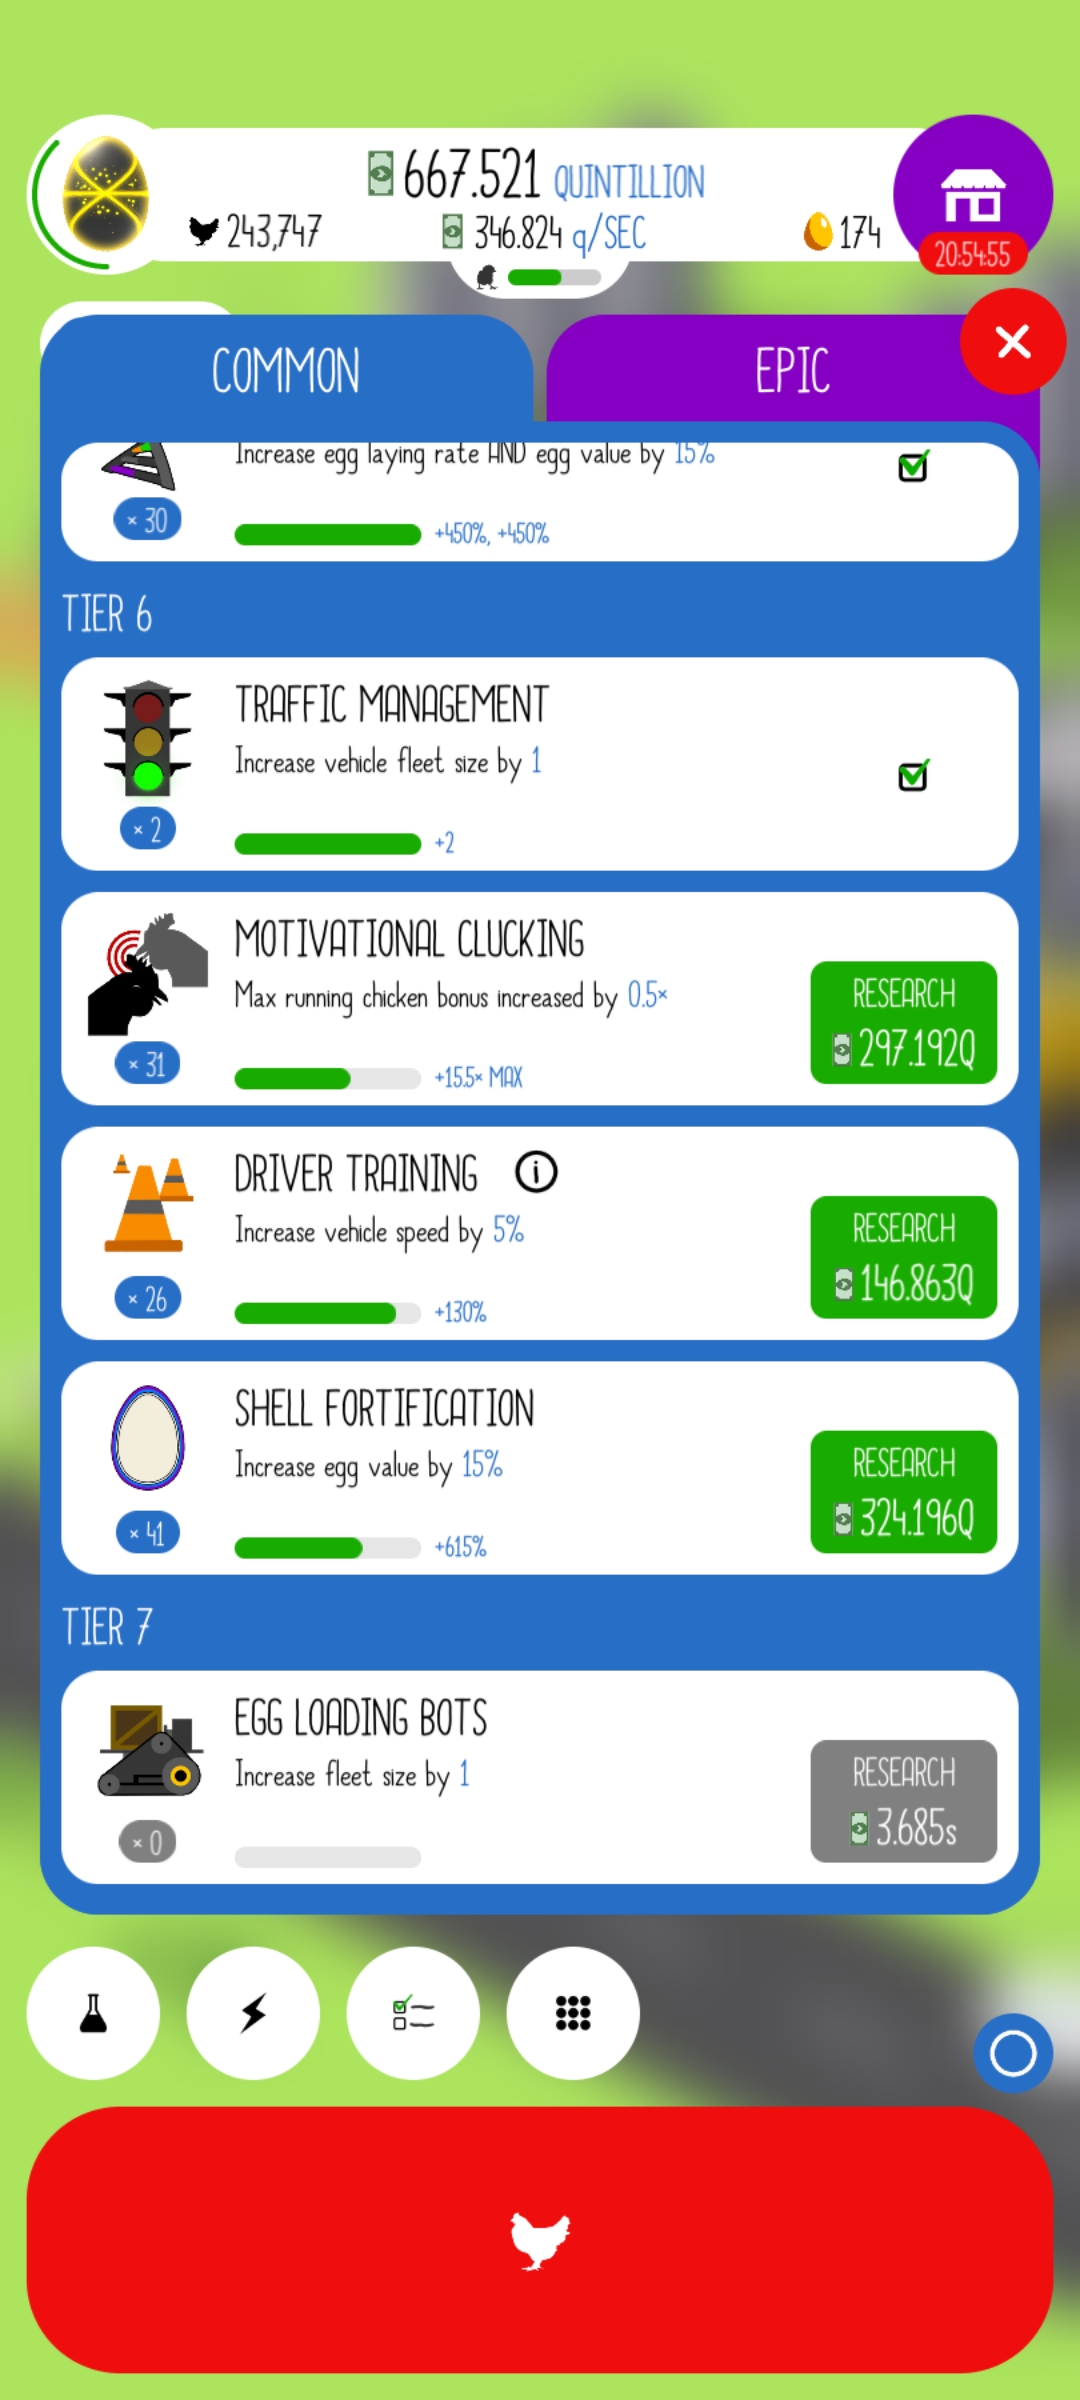 667.521 QUINTILLION
243,747 346.824 q/SEC 174
20:54:55
COMMON EPIC
Increase egg laying rate AND egg value by 15%
× 30
+450%, +450%
TIER 6
TRAFFIC MANAGEMENT
Increase vehicle fleet size by 1
× 2
+2
MOTIVATIONAL CLUCKING
Max running chicken bonus increased by 0.5×
RESEARCH
297.192Q
× 31
+15.5× MAX
DRIVER TRAINING i
Increase vehicle speed by 5%
RESEARCH
146.863Q
× 26
+130%
SHELL FORTIFICATION
Increase egg value by 15%
RESEARCH
324.196Q
× 41
+615%
TIER 7
EGG LOADING BOTS
Increase fleet size by 1
RESEARCH
3.685s
× 0